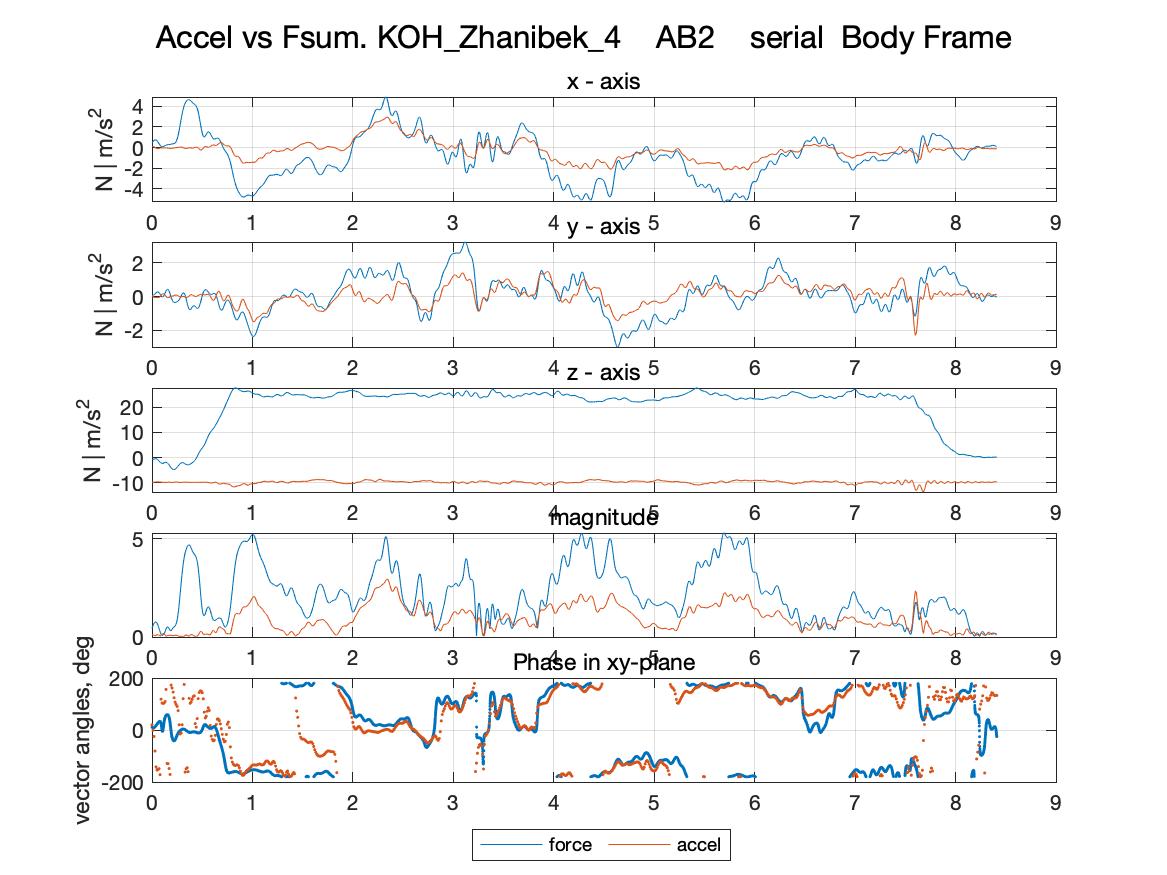 Accel vs Fsum. KOH_Zhanibek_4 AB2 serial Body Frame
x - axis
N | m/s²
4
2
0
-2
-4
0 1 2 3 4 5 6 7 8 9
y - axis
N | m/s²
2
0
-2
0 1 2 3 4 5 6 7 8 9
z - axis
N | m/s²
20
10
0
-10
0 1 2 3 4 5 6 7 8 9
magnitude
5
0
0 1 2 3 4 5 6 7 8 9
Phase in xy-plane
vector angles, deg
200
0
-200
0 1 2 3 4 5 6 7 8 9
force accel